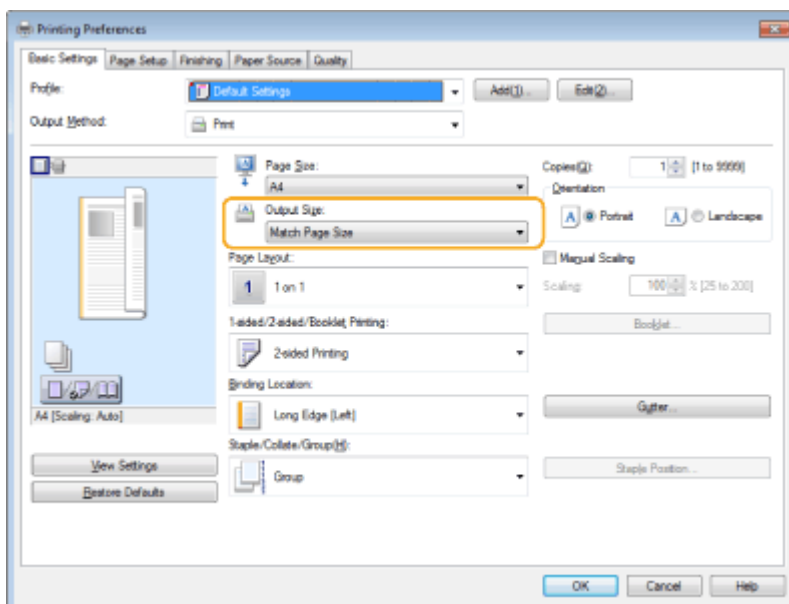 Printing Preferences
Basic Settings Page Setup Finishing Paper Source Quality
Profile: Default Settings Add(1)... Edit(2)...
Output Method: Print
Page Size: Copies(Q): 1 [1 to 9999]
A4 Orientation
Output Size: A Portrait A Landscape
Match Page Size
Page Layout: Manual Scaling
1 1 on 1 Scaling: 100 % [25 to 200]
1-sided/2-sided/Booklet Printing: Booklet...
2-sided Printing
Binding Location:
A4 [Scaling: Auto] Long Edge (Left) Gutter...
Staple/Collate/Group(H):
View Settings Group Staple Position...
Restore Defaults
OK Cancel Help